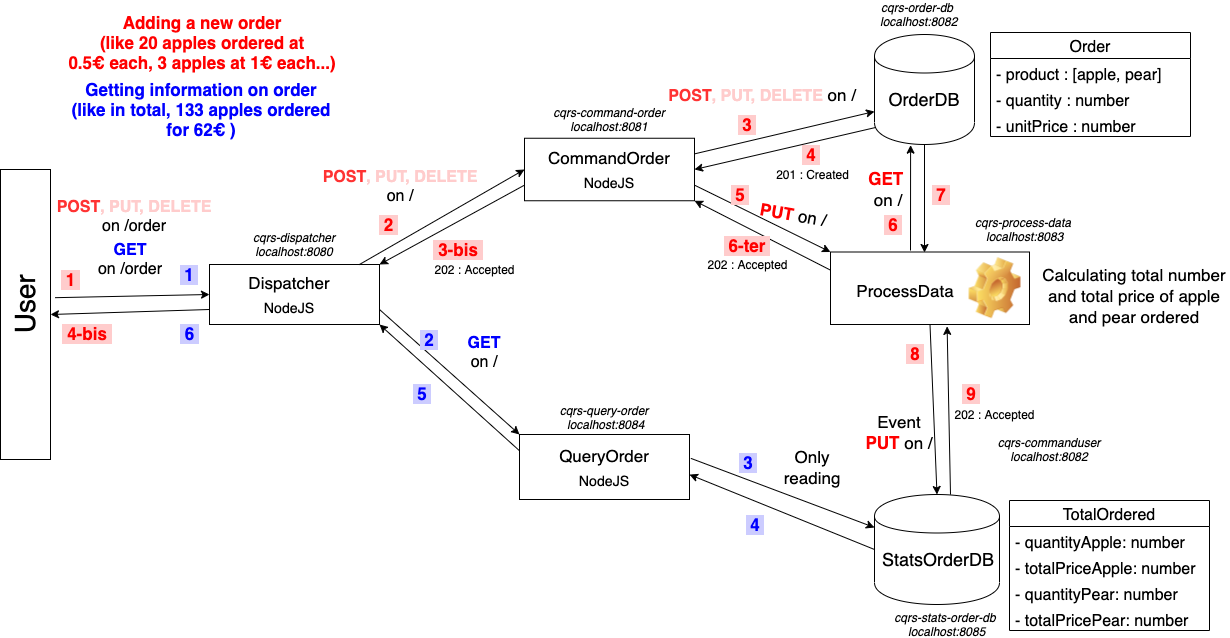 Adding a new order
(like 20 apples ordered at
0.5€ each, 3 apples at 1€ each...)
Getting information on order
(like in total, 133 apples ordered
for 62€ )
User
POST, PUT, DELETE
on /order
GET
on /order
1
1
4-bis
6
cqrs-dispatcher
localhost:8080
Dispatcher
NodeJS
POST, PUT, DELETE
on /
2
3-bis
202 : Accepted
2
GET
on /
5
cqrs-command-order
localhost:8081
CommandOrder
NodeJS
POST, PUT, DELETE on /
3
4
201 : Created
5
PUT on /
6-ter
202 : Accepted
cqrs-order-db
localhost:8082
OrderDB
Order
- product : [apple, pear]
- quantity : number
- unitPrice : number
GET
on /
6
7
cqrs-process-data
localhost:8083
ProcessData
Calculating total number
and total price of apple
and pear ordered
8
9
202 : Accepted
Event
PUT on /
cqrs-commanduser
localhost:8082
cqrs-query-order
localhost:8084
QueryOrder
NodeJS
3
Only
reading
4
StatsOrderDB
cqrs-stats-order-db
localhost:8085
TotalOrdered
- quantityApple: number
- totalPriceApple: number
- quantityPear: number
- totalPricePear: number